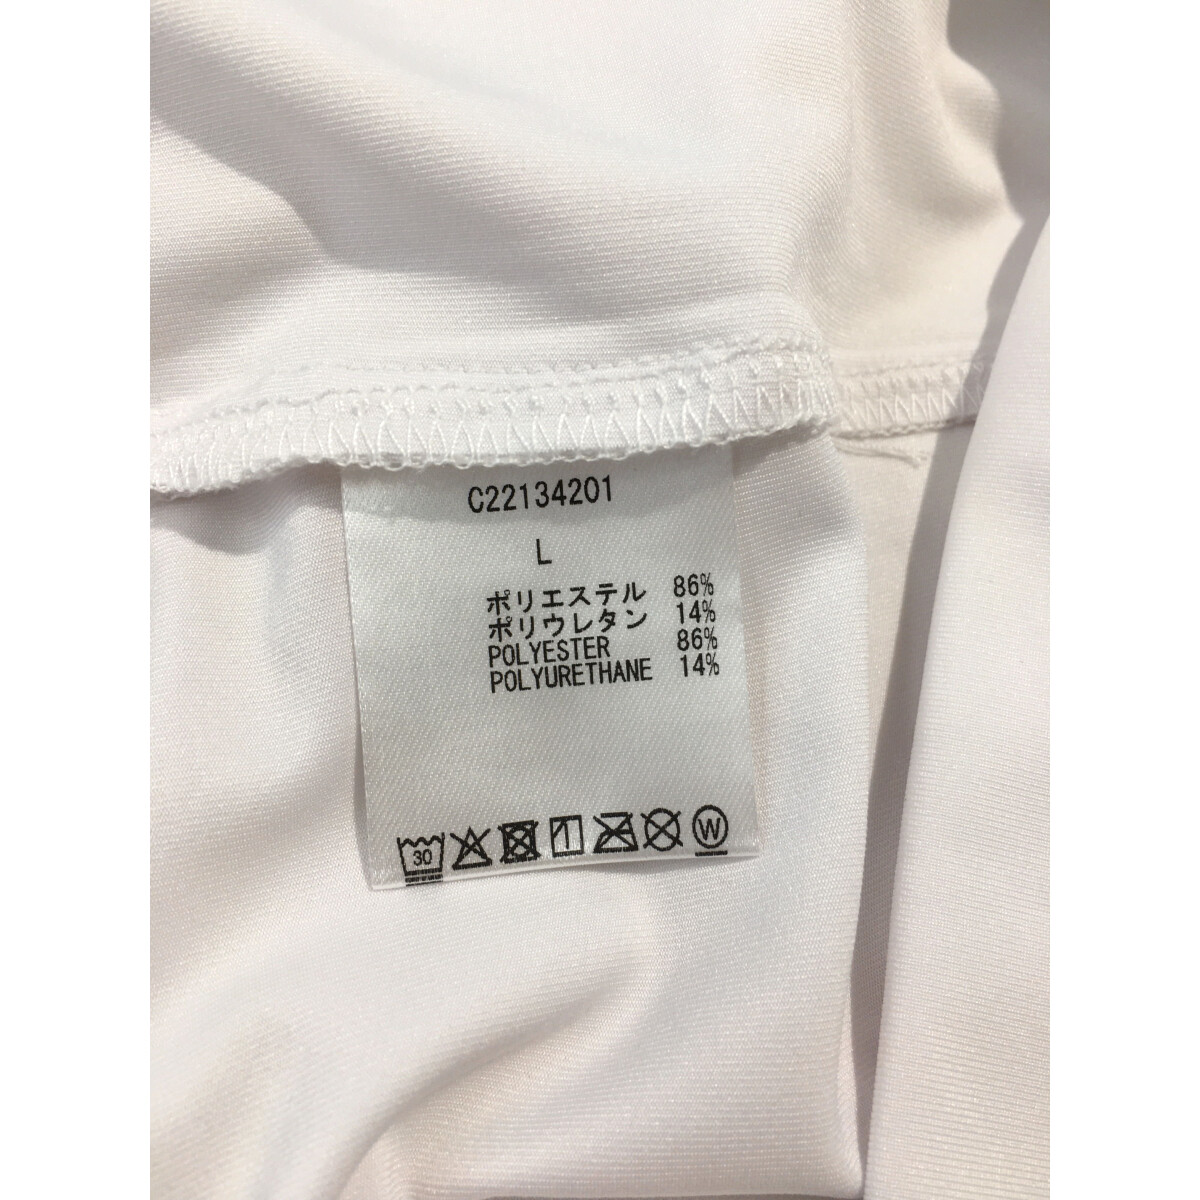 C22134201
L
ポリエステル 86%
ポリウレタン 14%
POLYESTER 86%
POLYURETHANE 14%
30 W